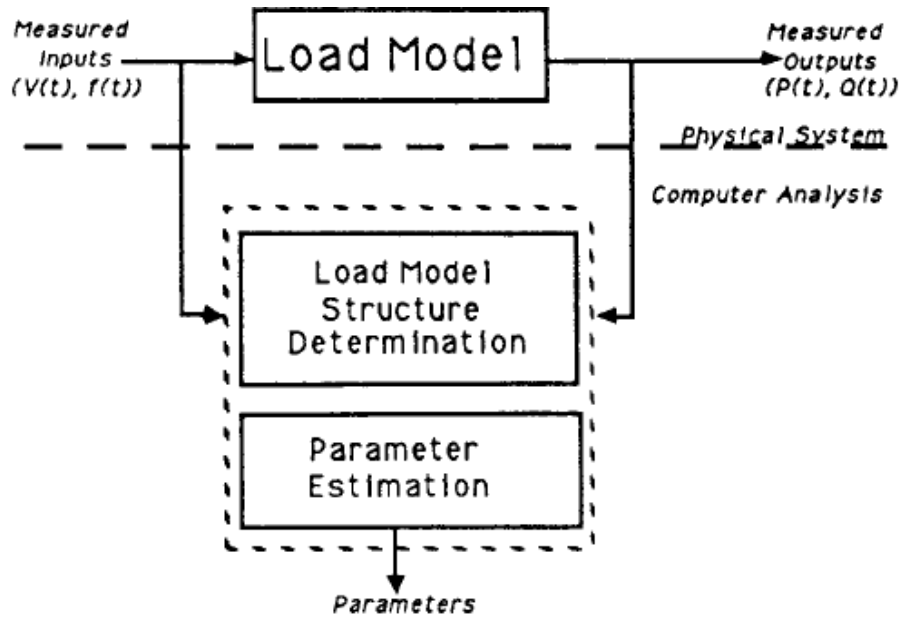 Measured
Inputs
(V(t), f(t))
Load Model
Measured
Outputs
(P(t), Q(t))
Physical System
Computer Analysis
Load Model
Structure
Determination
Parameter
Estimation
Parameters